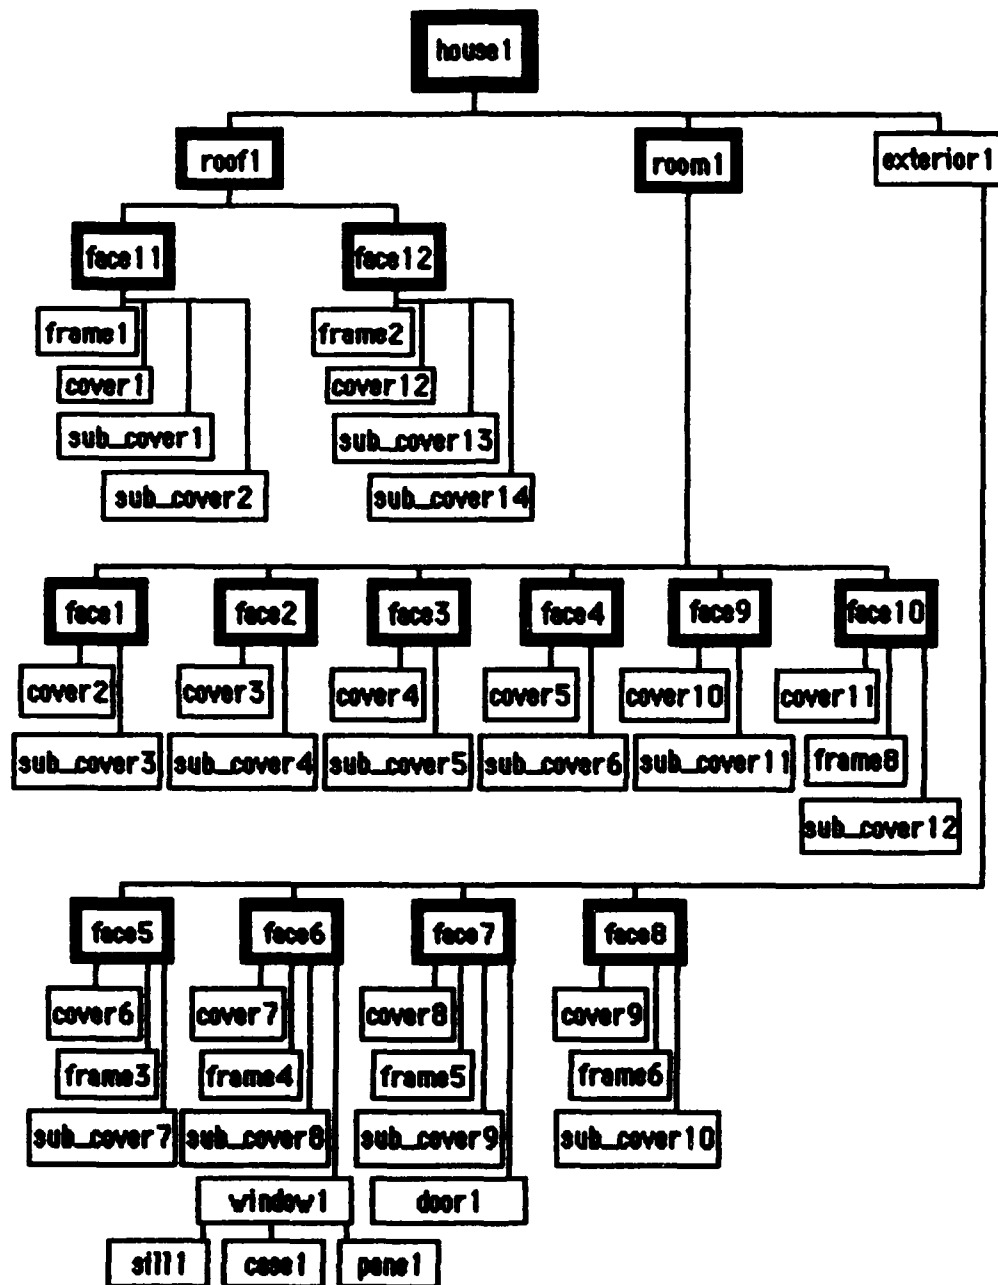 house1
roof1 room1 exterior1
face11 face12
frame1 frame2
cover1 cover12
sub_cover1 sub_cover13
sub_cover2 sub_cover14
face1 face2 face3 face4 face9 face10
cover2 cover3 cover4 cover5 cover10 cover11
sub_cover3 sub_cover4 sub_cover5 sub_cover6 sub_cover11 frame8
sub_cover12
face5 face6 face7 face8
cover6 cover7 cover8 cover9
frame3 frame4 frame5 frame6
sub_cover7 sub_cover8 sub_cover9 sub_cover10
window1 door1
sill1 case1 pane1